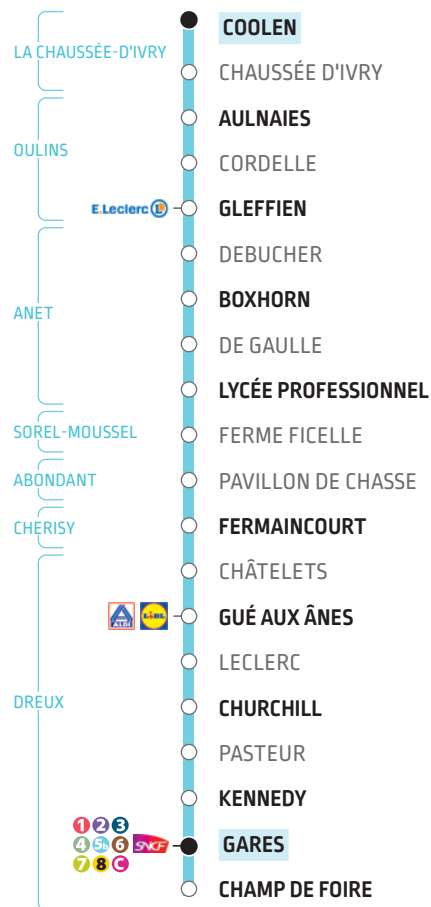 COOLEN
LA CHAUSSÉE-D'IVRY
CHAUSSÉE D'IVRY
AULNAIES
OULINS
CORDELLE
E.Leclerc L
GLEFFIEN
DEBUCHER
BOXHORN
ANET
DE GAULLE
LYCÉE PROFESSIONNEL
SOREL-MOUSSEL
FERME FICELLE
ABONDANT
PAVILLON DE CHASSE
CHERISY
FERMAINCOURT
CHÂTELETS
ALDI LIDL
GUÉ AUX ÂNES
LECLERC
DREUX
CHURCHILL
PASTEUR
KENNEDY
1 2 3
4 5b 6 SNCF
7 8 C
GARES
CHAMP DE FOIRE